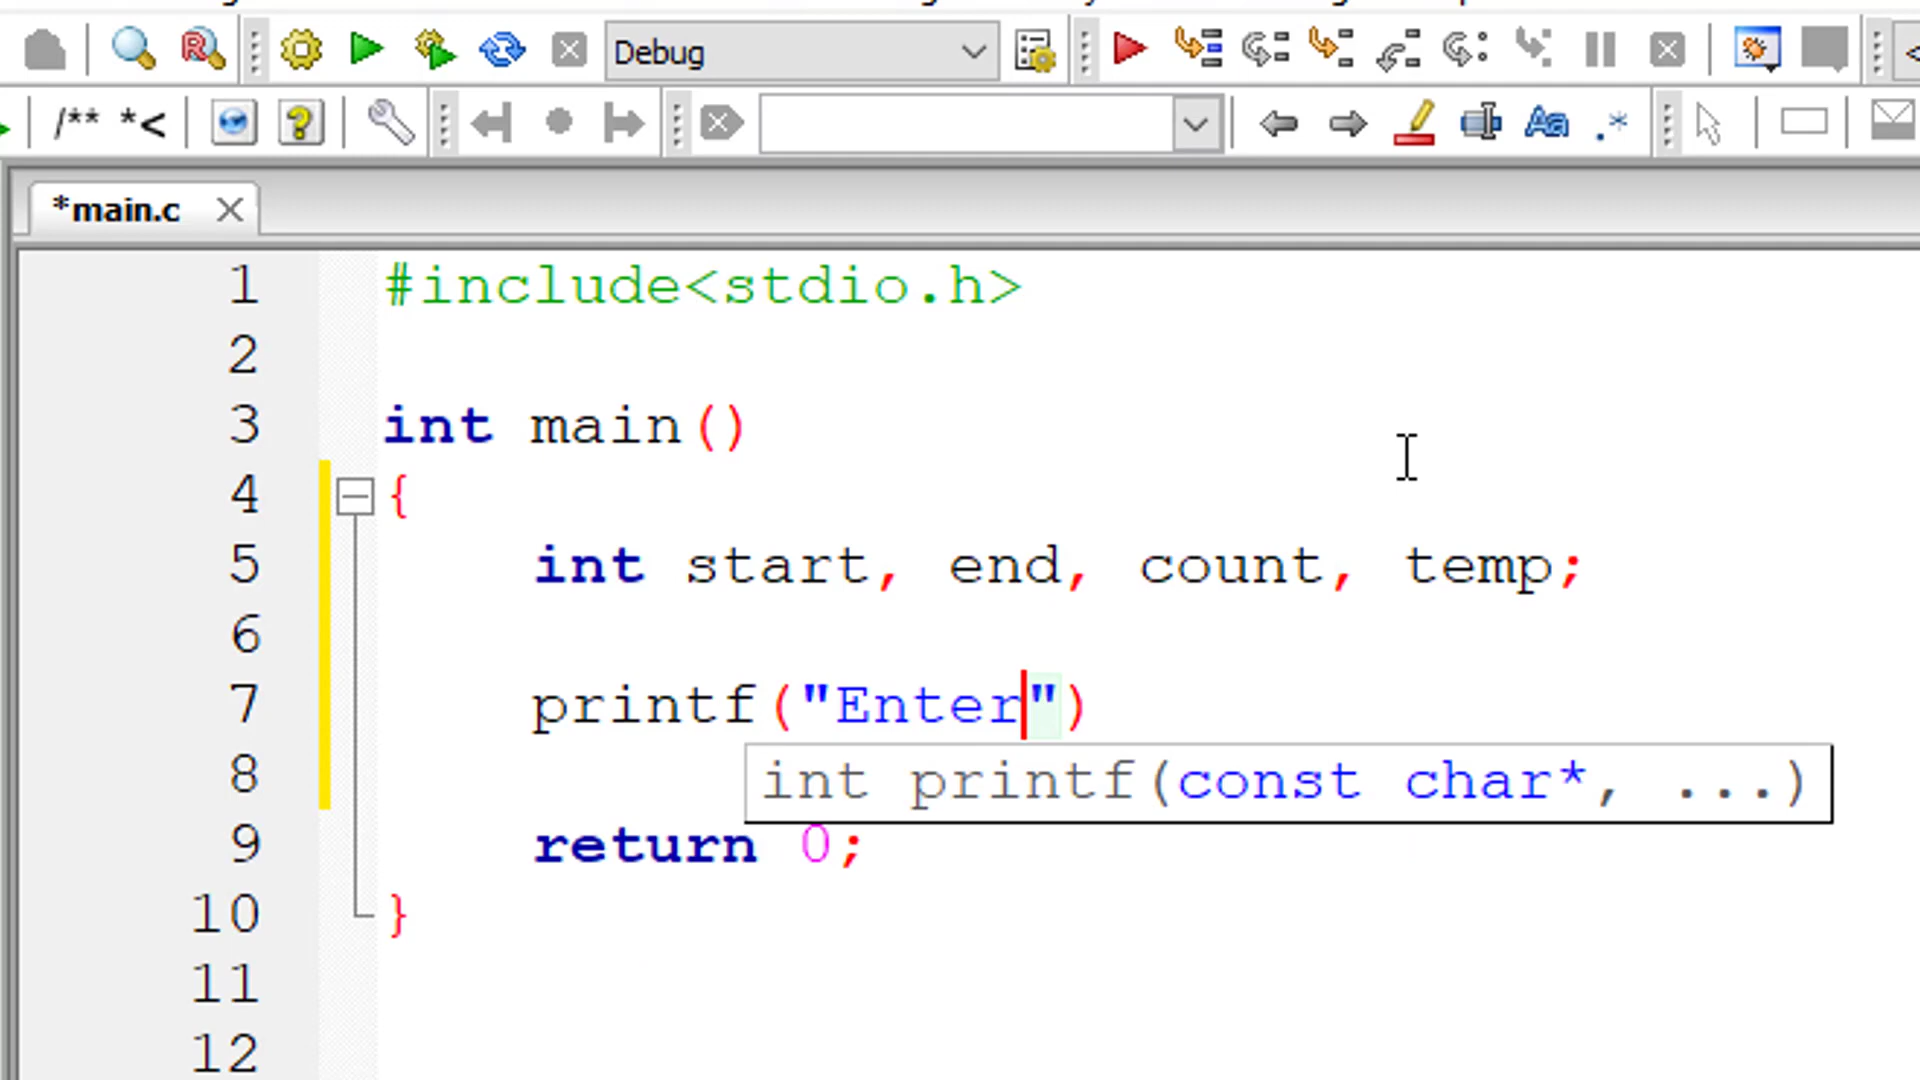 Debug
/** *<
Aa
.*
*main.c
1 #include<stdio.h>
2
3 int main()
4 {
5 int start, end, count, temp;
6
7 printf("Enter")
8 int printf(const char*, ...)
9 return 0;
10 }
11
12